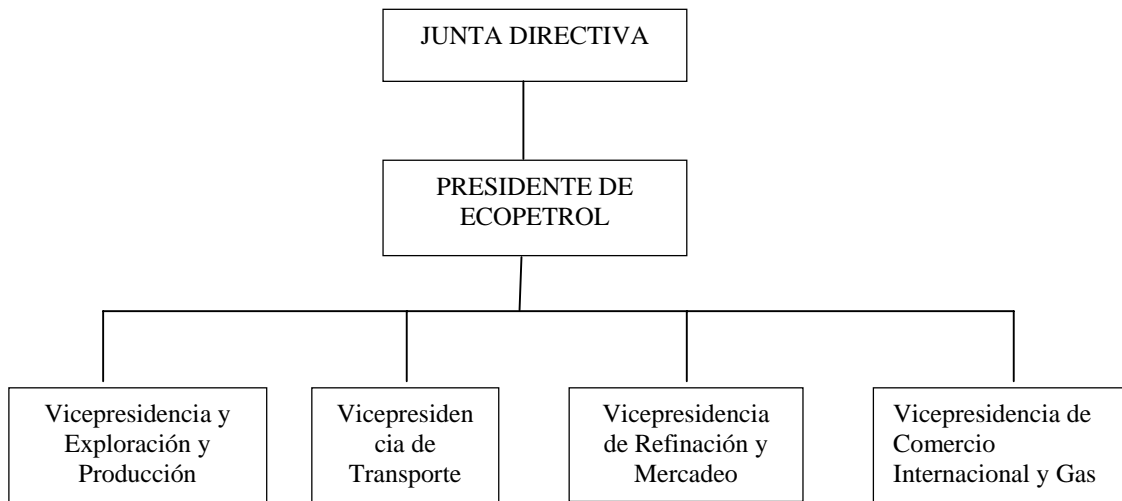 JUNTA DIRECTIVA
PRESIDENTE DE
ECOPETROL
Vicepresidencia y
Exploración y
Producción
Vicepresiden
cia de
Transporte
Vicepresidencia
de Refinación y
Mercadeo
Vicepresidencia de
Comercio
Internacional y Gas